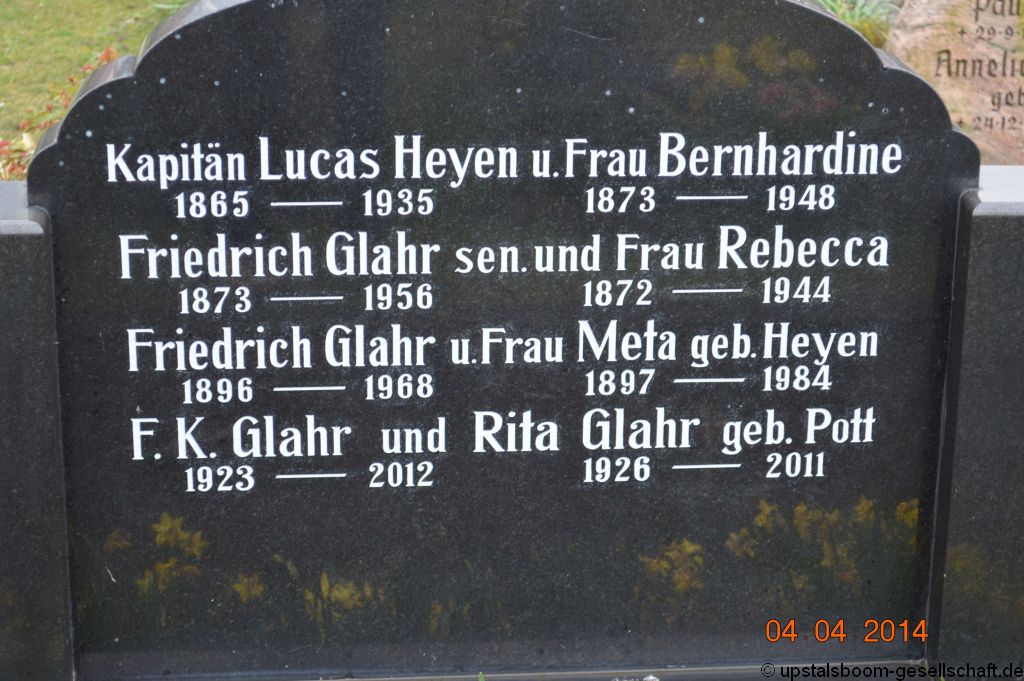 Kapitän Lucas Heyen u. Frau Bernhardine
1865 — 1935 1873 — 1948
Friedrich Glahr sen. und Frau Rebecca
1873 — 1956 1872 — 1944
Friedrich Glahr u. Frau Meta geb. Heyen
1896 — 1968 1897 — 1984
F. K. Glahr und Rita Glahr geb. Pott
1923 — 2012 1926 — 2011
04.04.2014
© upstalsboom-gesellschaft.de